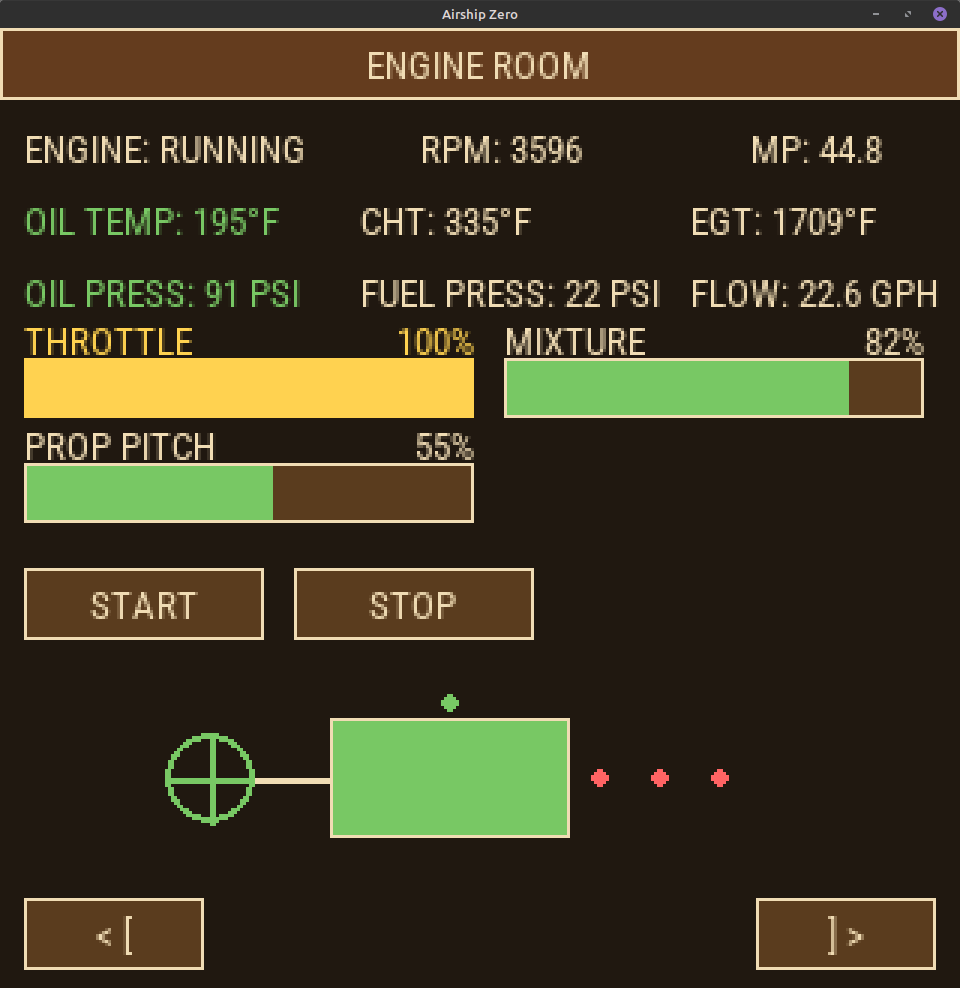 Airship Zero
ENGINE ROOM
ENGINE: RUNNING RPM: 3596 MP: 44.8
OIL TEMP: 195°F CHT: 335°F EGT: 1709°F
OIL PRESS: 91 PSI FUEL PRESS: 22 PSI FLOW: 22.6 GPH
THROTTLE 100% MIXTURE 82%
PROP PITCH 55%
START STOP
< [ ] >